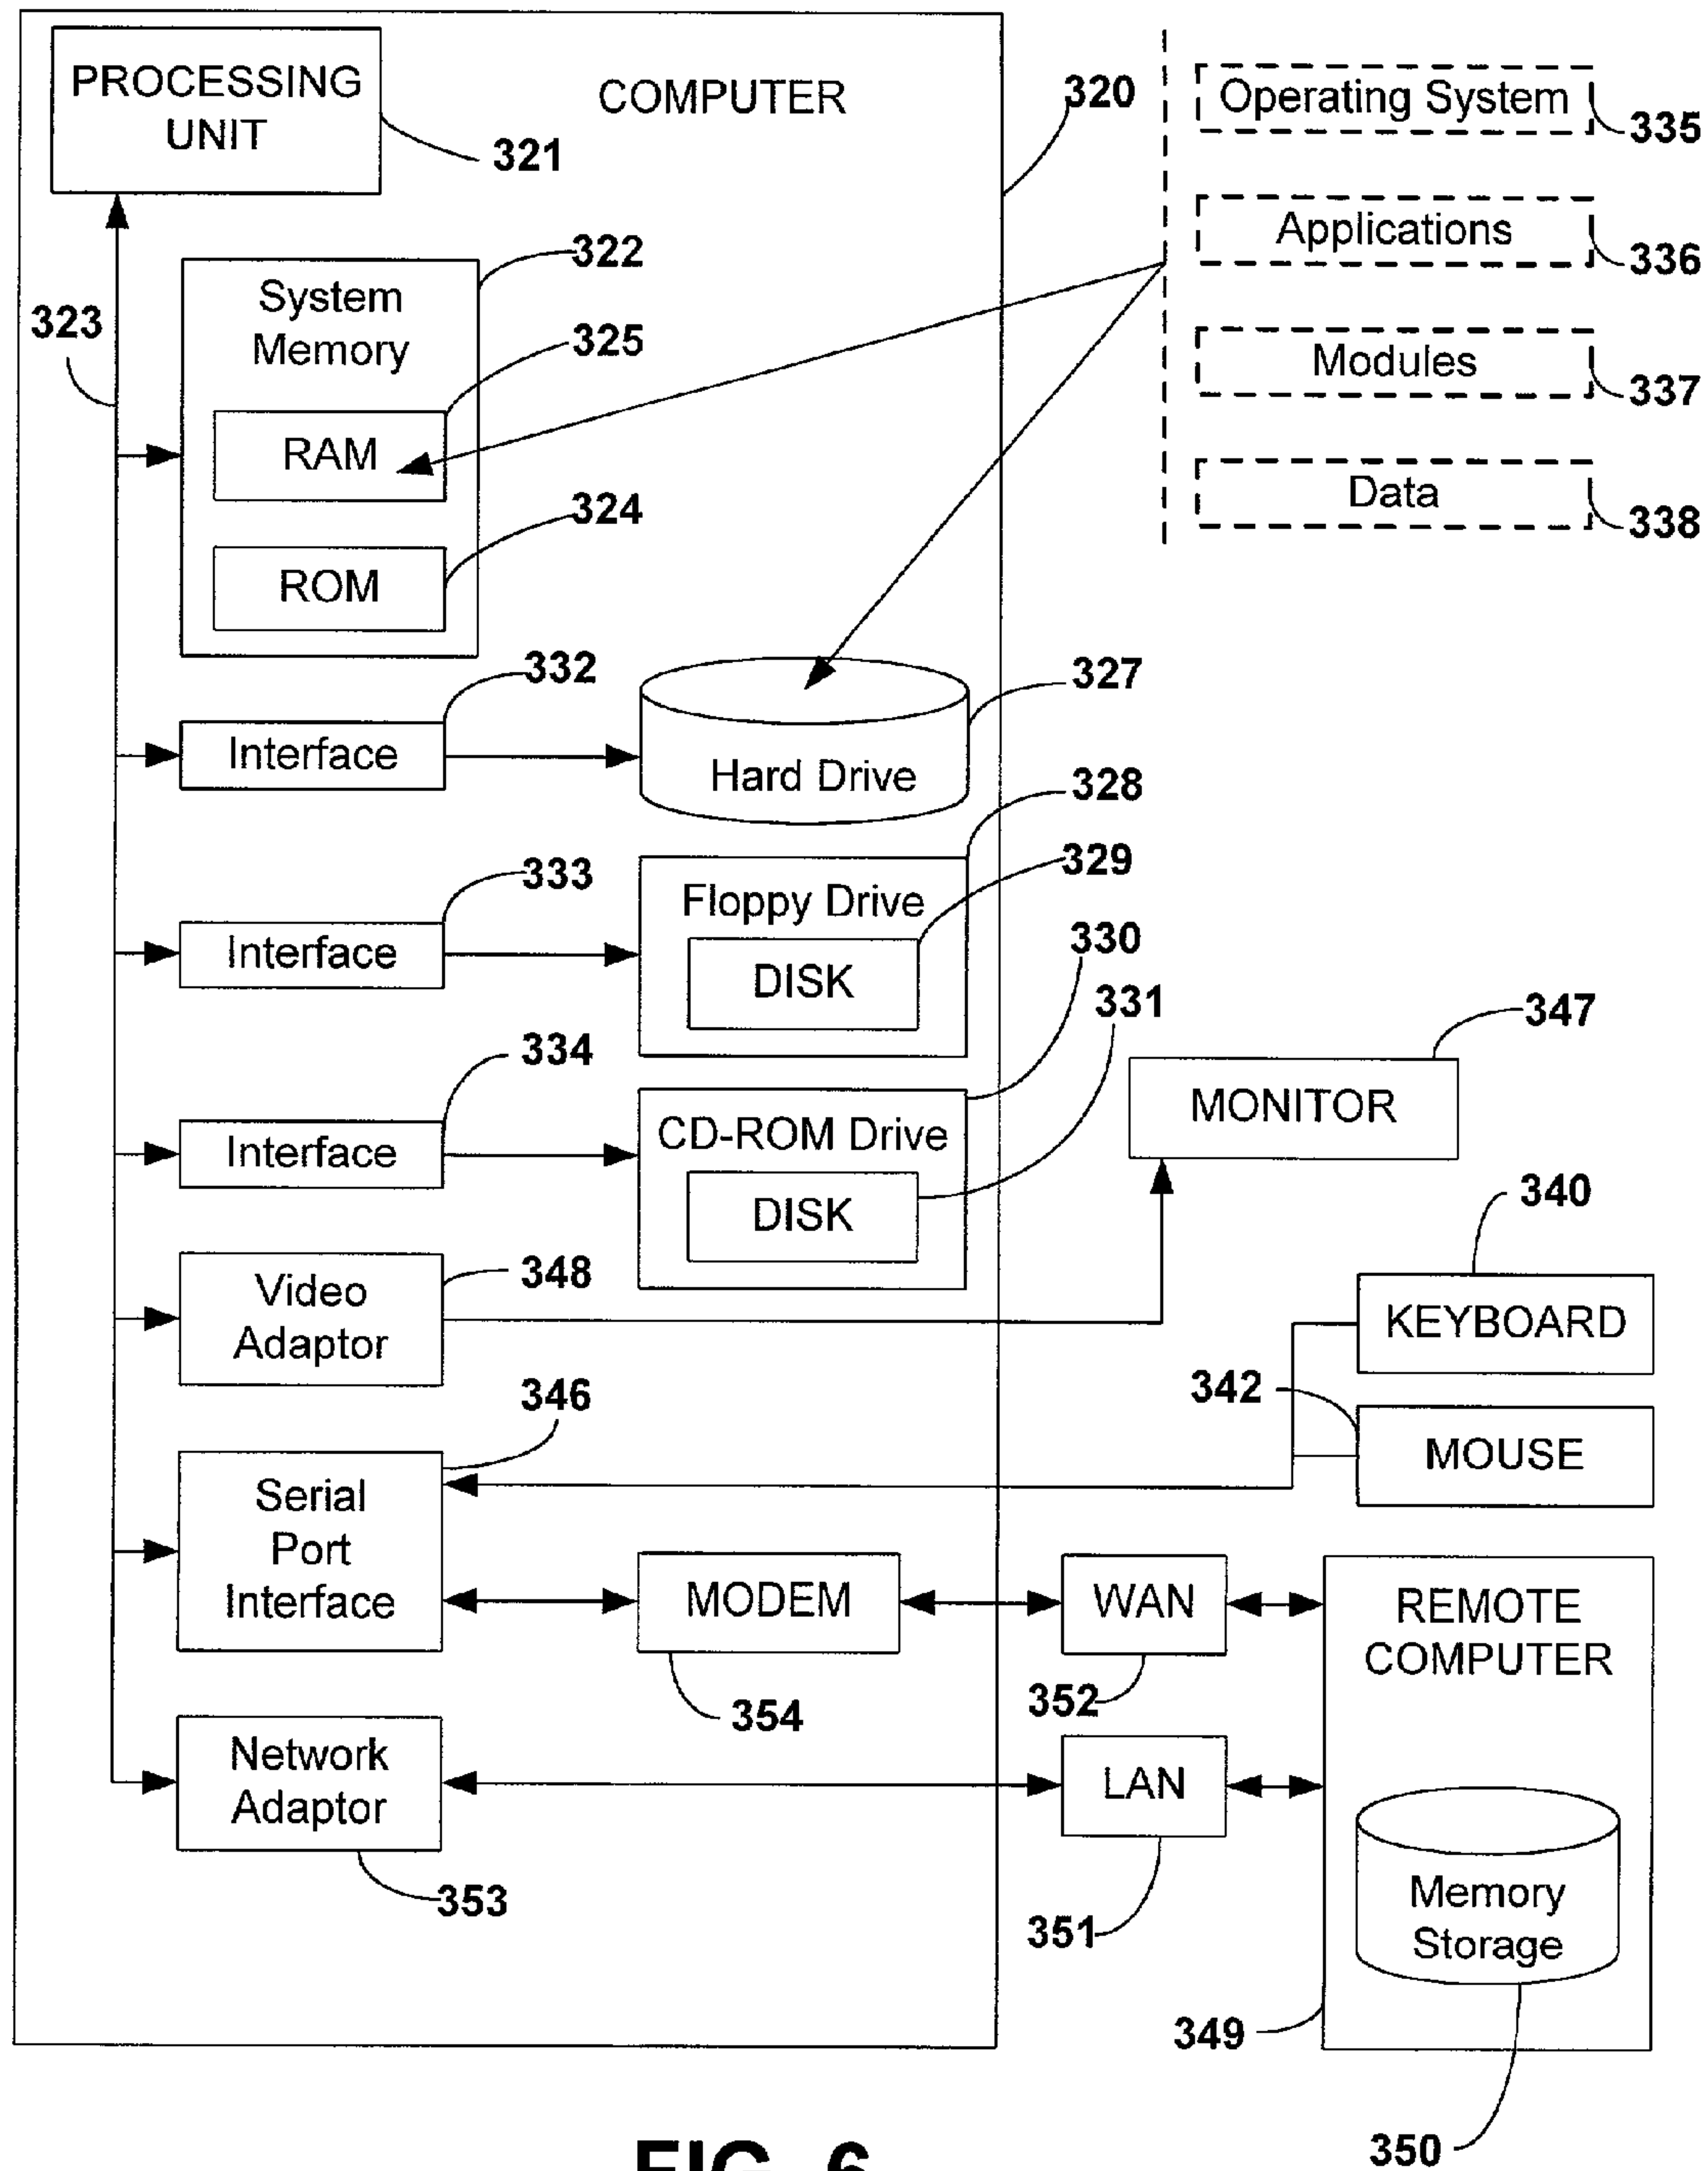 PROCESSING
UNIT
COMPUTER
321
320
Operating System
335
Applications
336
Modules
337
Data
338
322
System
Memory
323
325
RAM
324
ROM
332
Interface
327
Hard Drive
328
333
Interface
329
Floppy Drive
DISK
330
331
334
Interface
CD-ROM Drive
DISK
347
MONITOR
348
Video
Adaptor
340
KEYBOARD
342
MOUSE
346
Serial
Port
Interface
MODEM
354
WAN
352
REMOTE
COMPUTER
Network
Adaptor
353
LAN
351
Memory
Storage
349
350
FIG. 6